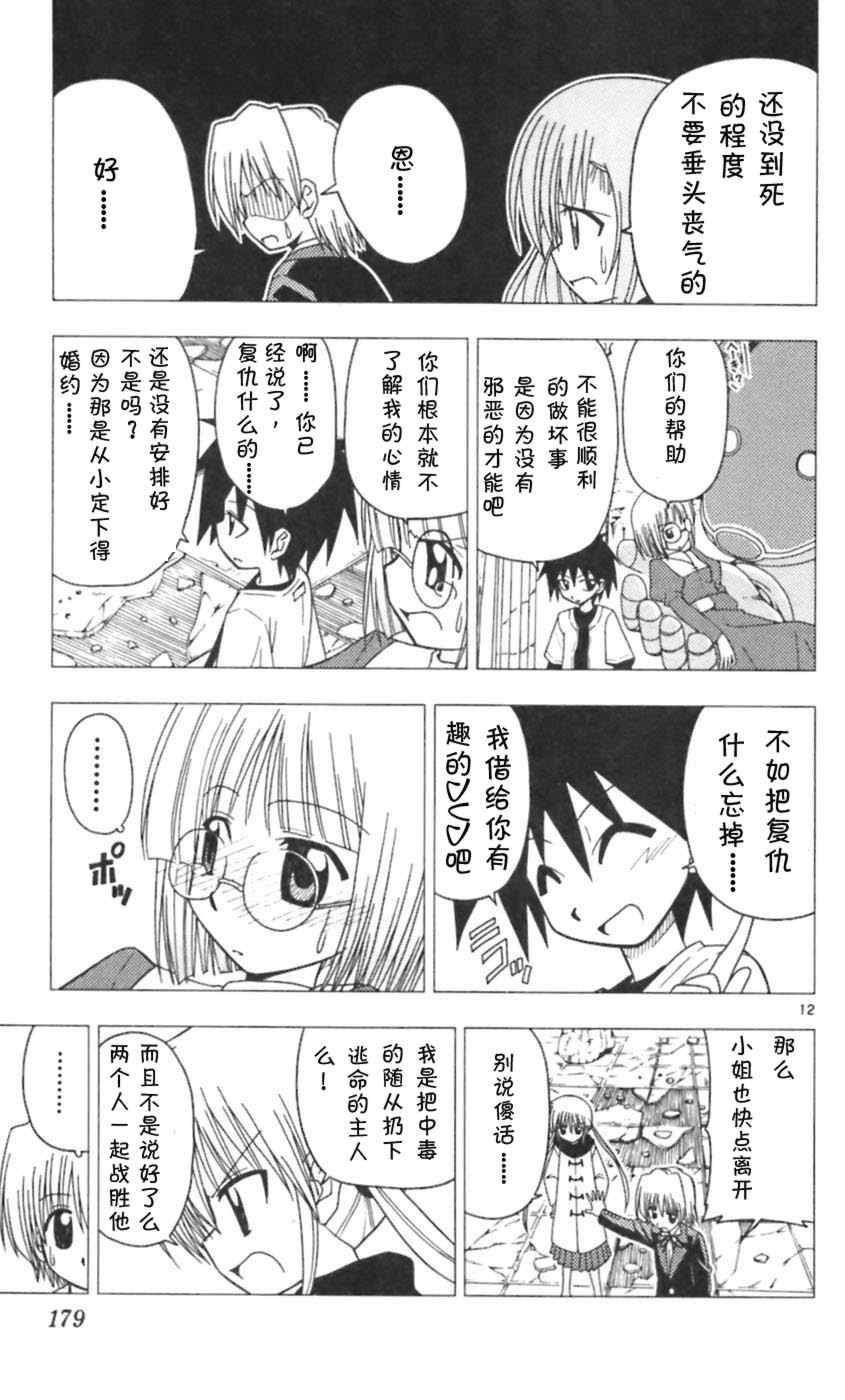 还没到死
的程度
不要垂头丧气的
恩
……
好
……
へーき？
你们的帮助
不能很顺利
的做坏事
是因为没有
邪恶的才能吧
你们根本就不
了解我的心情
啊……你已
经说了，
复仇什么的……
还是没有安排好
不是吗？
因为那是从小定下得
婚约……
不如把复仇
什么忘掉……
我借给你有
趣的DVD吧
ニコッ
………
ポッ
12
那么
小姐也快点离开
别说傻话……
我是把中毒
的随从扔下
逃命的主人
么！
而且不是说好了么
两个人一起战胜他
………
179